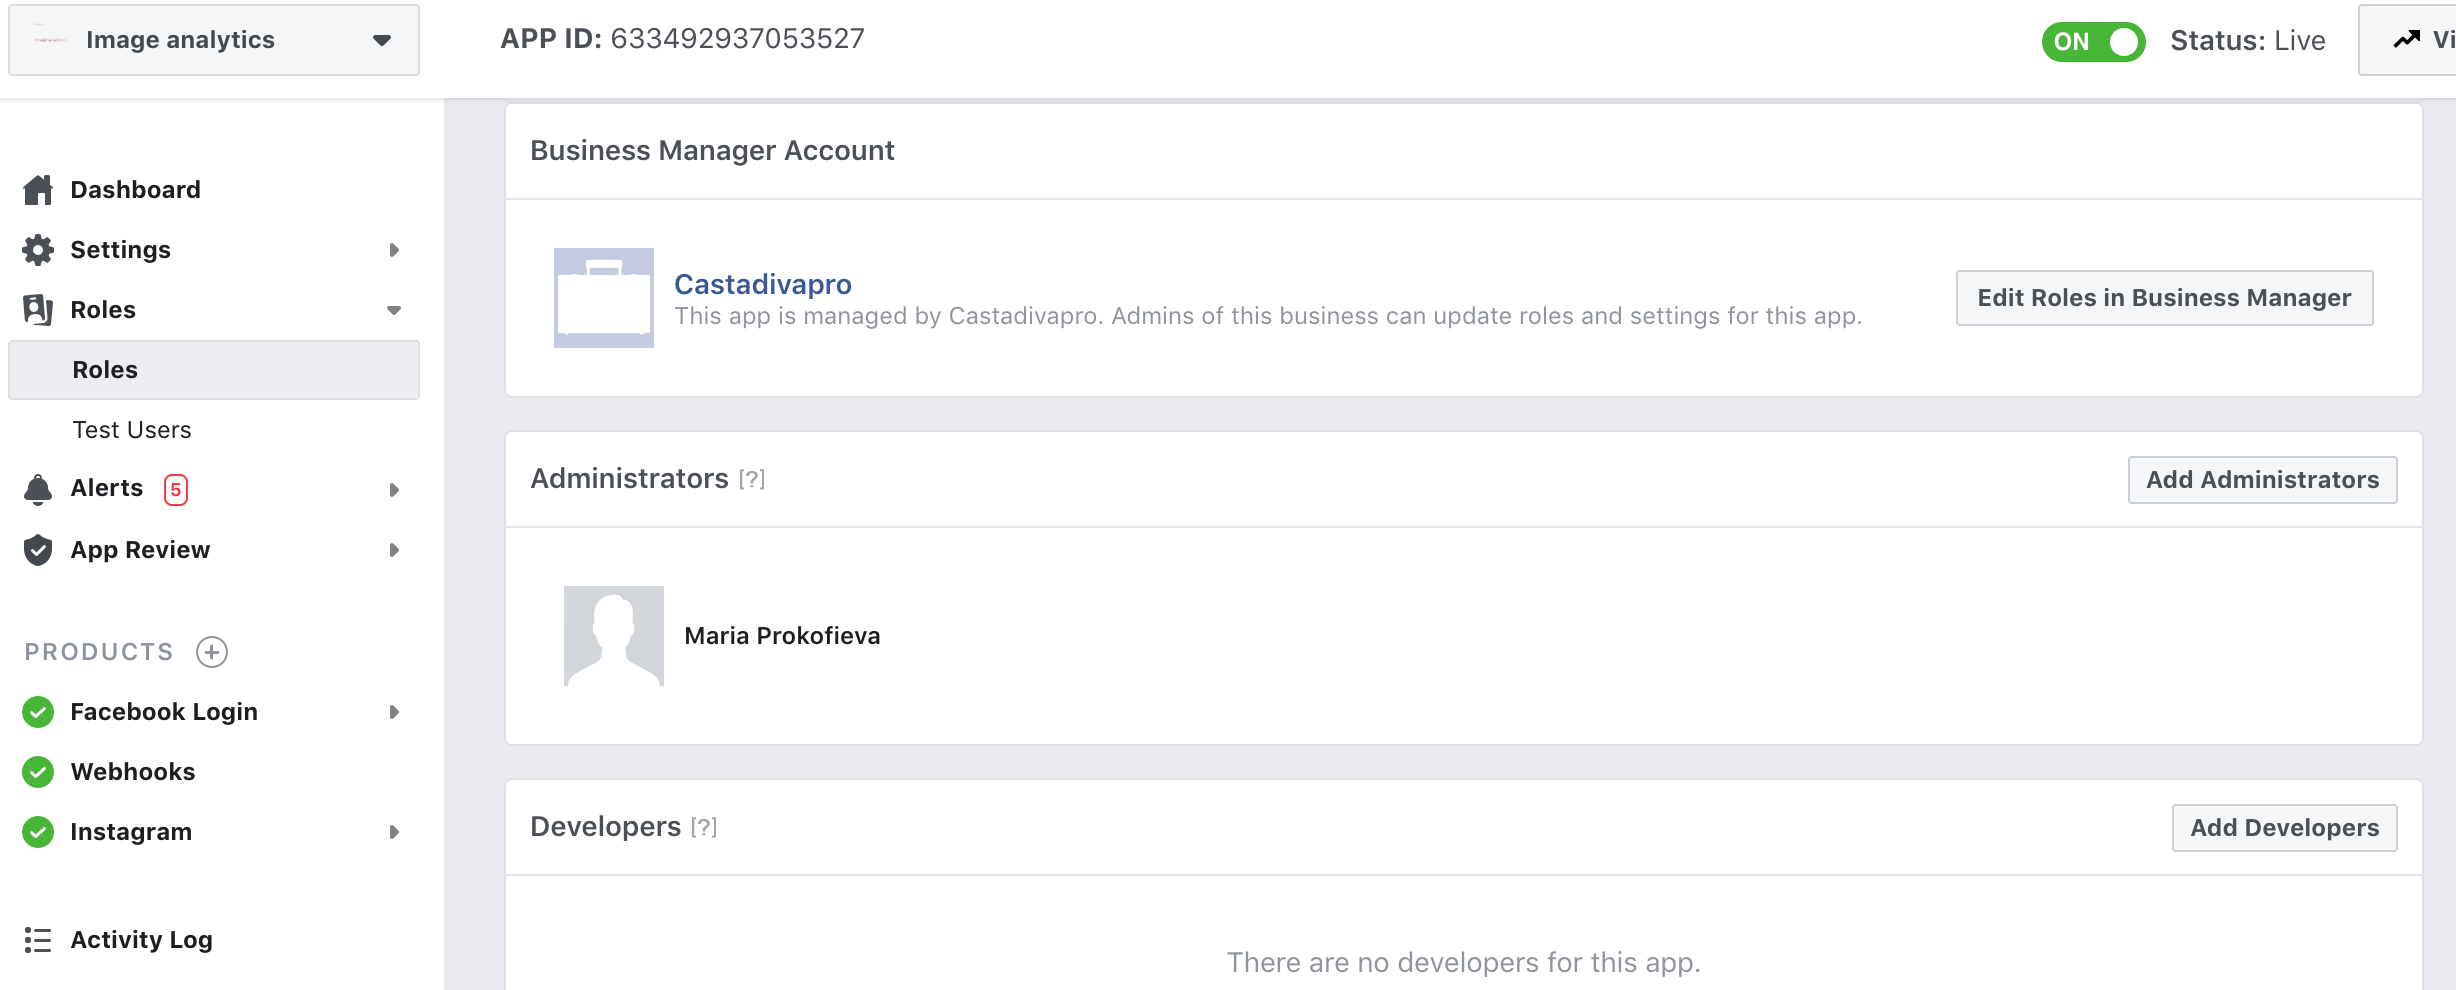 Image analytics
APP ID: 633492937053527
ON
Status: Live
Dashboard
Settings
Roles
Roles
Test Users
Alerts 5
App Review
PRODUCTS
Facebook Login
Webhooks
Instagram
Activity Log
Business Manager Account
Castadivapro
This app is managed by Castadivapro. Admins of this business can update roles and settings for this app.
Edit Roles in Business Manager
Administrators [?]
Add Administrators
Maria Prokofieva
Developers [?]
Add Developers
There are no developers for this app.